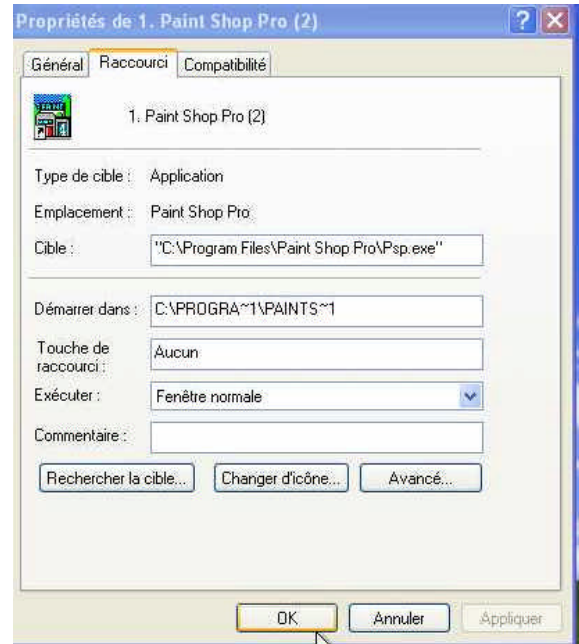 Propriétés de 1. Paint Shop Pro (2)
Général Raccourci Compatibilité
1. Paint Shop Pro (2)
Type de cible : Application
Emplacement : Paint Shop Pro
Cible : "C:\Program Files\Paint Shop Pro\Psp.exe"
Démarrer dans : C:\PROGRA~1\PAINTS~1
Touche de
raccourci : Aucun
Exécuter : Fenêtre normale
Commentaire :
Rechercher la cible... Changer d'icône... Avancé...
OK Annuler Appliquer